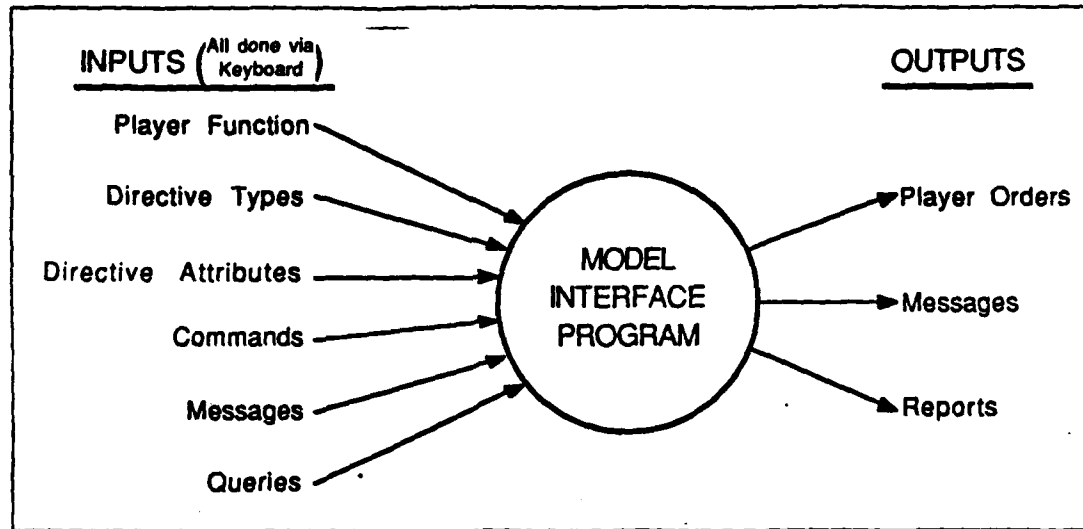 INPUTS (All done via Keyboard)
OUTPUTS
Player Function
Directive Types
Directive Attributes
Commands
Messages
Queries
MODEL
INTERFACE
PROGRAM
Player Orders
Messages
Reports